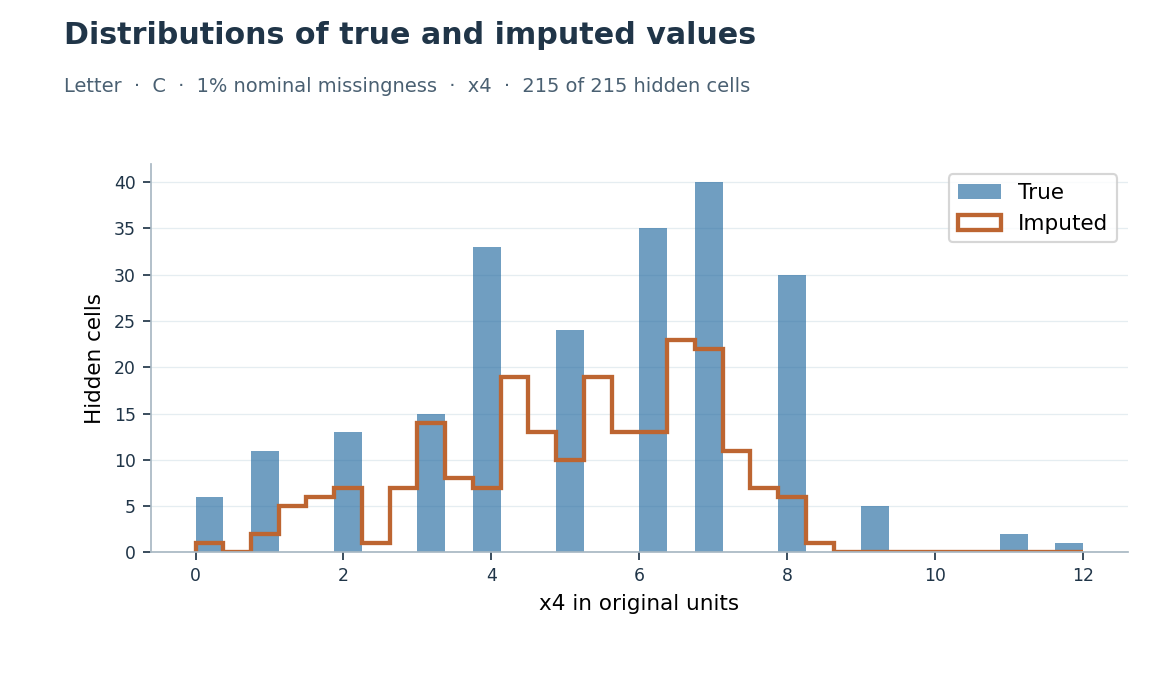 Distributions of true and imputed values
Letter · C · 1% nominal missingness · x4 · 215 of 215 hidden cells
True
Imputed
Hidden cells
40
35
30
25
20
15
10
5
0
0 2 4 6 8 10 12
x4 in original units